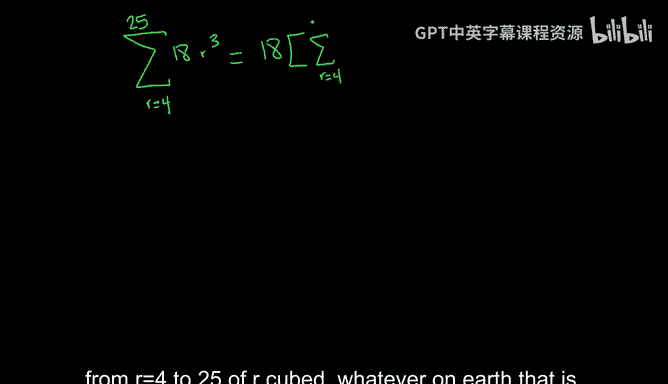 25
∑ 18 r³ = 18 [ ∑
r=4 r=4
GPT中英字幕课程资源 bilibili
from r=4 to 25 of r cubed, whatever on earth that is